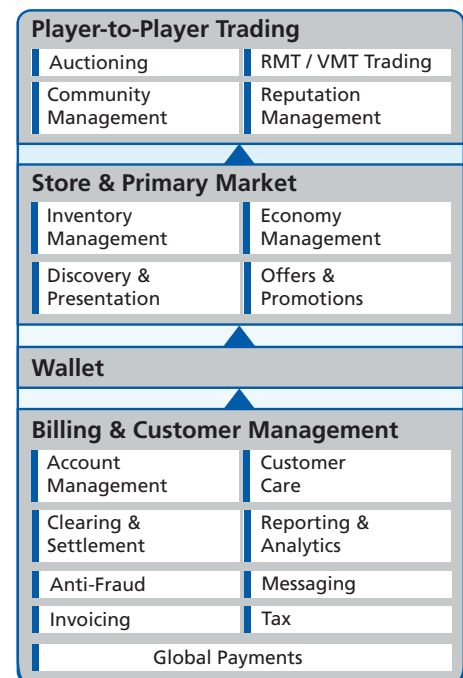 Player-to-Player Trading
Auctioning
RMT / VMT Trading
Community
Management
Reputation
Management
Store & Primary Market
Inventory
Management
Economy
Management
Discovery &
Presentation
Offers &
Promotions
Wallet
Billing & Customer Management
Account
Management
Customer
Care
Clearing &
Settlement
Reporting &
Analytics
Anti-Fraud
Messaging
Invoicing
Tax
Global Payments